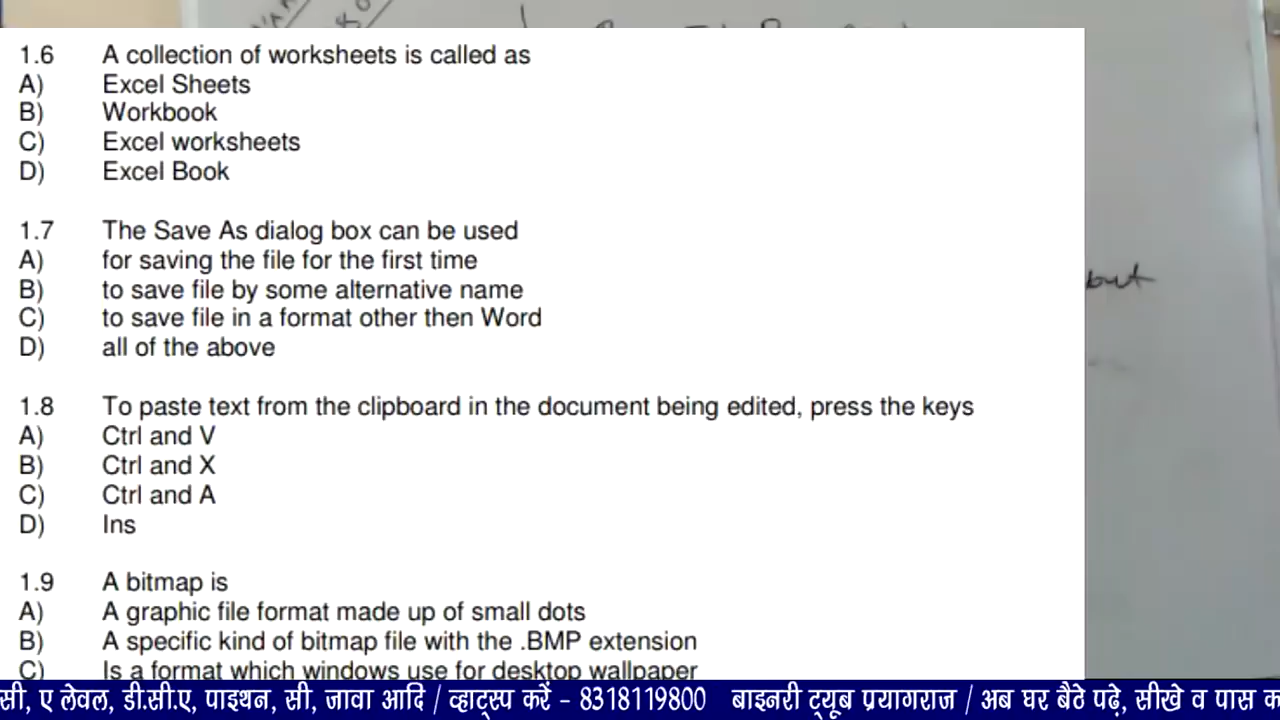 1.6 A collection of worksheets is called as
A) Excel Sheets
B) Workbook
C) Excel worksheets
D) Excel Book
1.7 The Save As dialog box can be used
A) for saving the file for the first time
B) to save file by some alternative name
C) to save file in a format other then Word
D) all of the above
1.8 To paste text from the clipboard in the document being edited, press the keys
A) Ctrl and V
B) Ctrl and X
C) Ctrl and A
D) Ins
1.9 A bitmap is
A) A graphic file format made up of small dots
B) A specific kind of bitmap file with the .BMP extension
C) Is a format which windows use for desktop wallpaper
but
सी, ए लेवल, डी.सी.ए, पाइथन, सी, जावा आदि / व्हाट्स्प करें - 8318119800 बाइनरी ट्यूब प्रयागराज / अब घर बैठे पढ़े, सीखे व पास